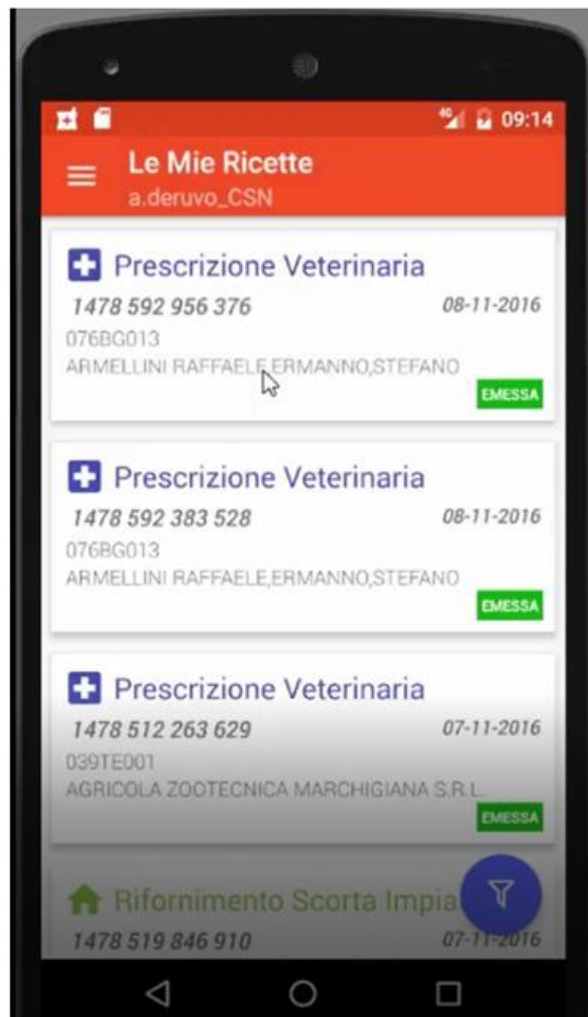 4G 09:14
Le Mie Ricette
a.deruvo_CSN
Prescrizione Veterinaria
1478 592 956 376 08-11-2016
076BG013
ARMELLINI RAFFAELE,ERMANNO,STEFANO
EMESSA
Prescrizione Veterinaria
1478 592 383 528 08-11-2016
076BG013
ARMELLINI RAFFAELE,ERMANNO,STEFANO
EMESSA
Prescrizione Veterinaria
1478 512 263 629 07-11-2016
039TE001
AGRICOLA ZOOTECNICA MARCHIGIANA S.R.L.
EMESSA
Rifornimento Scorta Impia
1478 519 846 910 07-11-2016